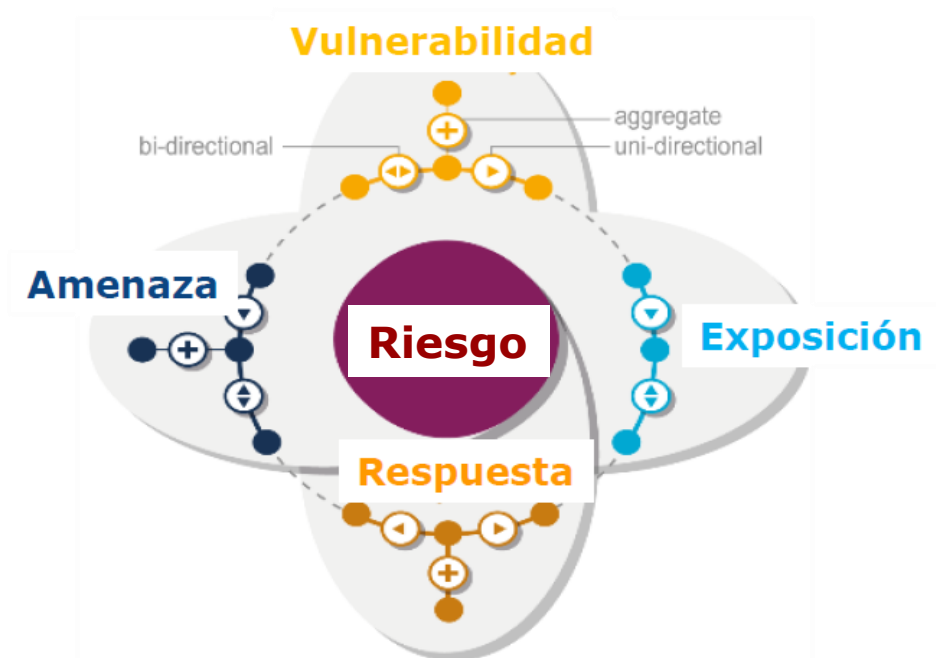 Vulnerabilidad
aggregate
bi-directional
uni-directional
Amenaza
Riesgo
Exposición
Respuesta